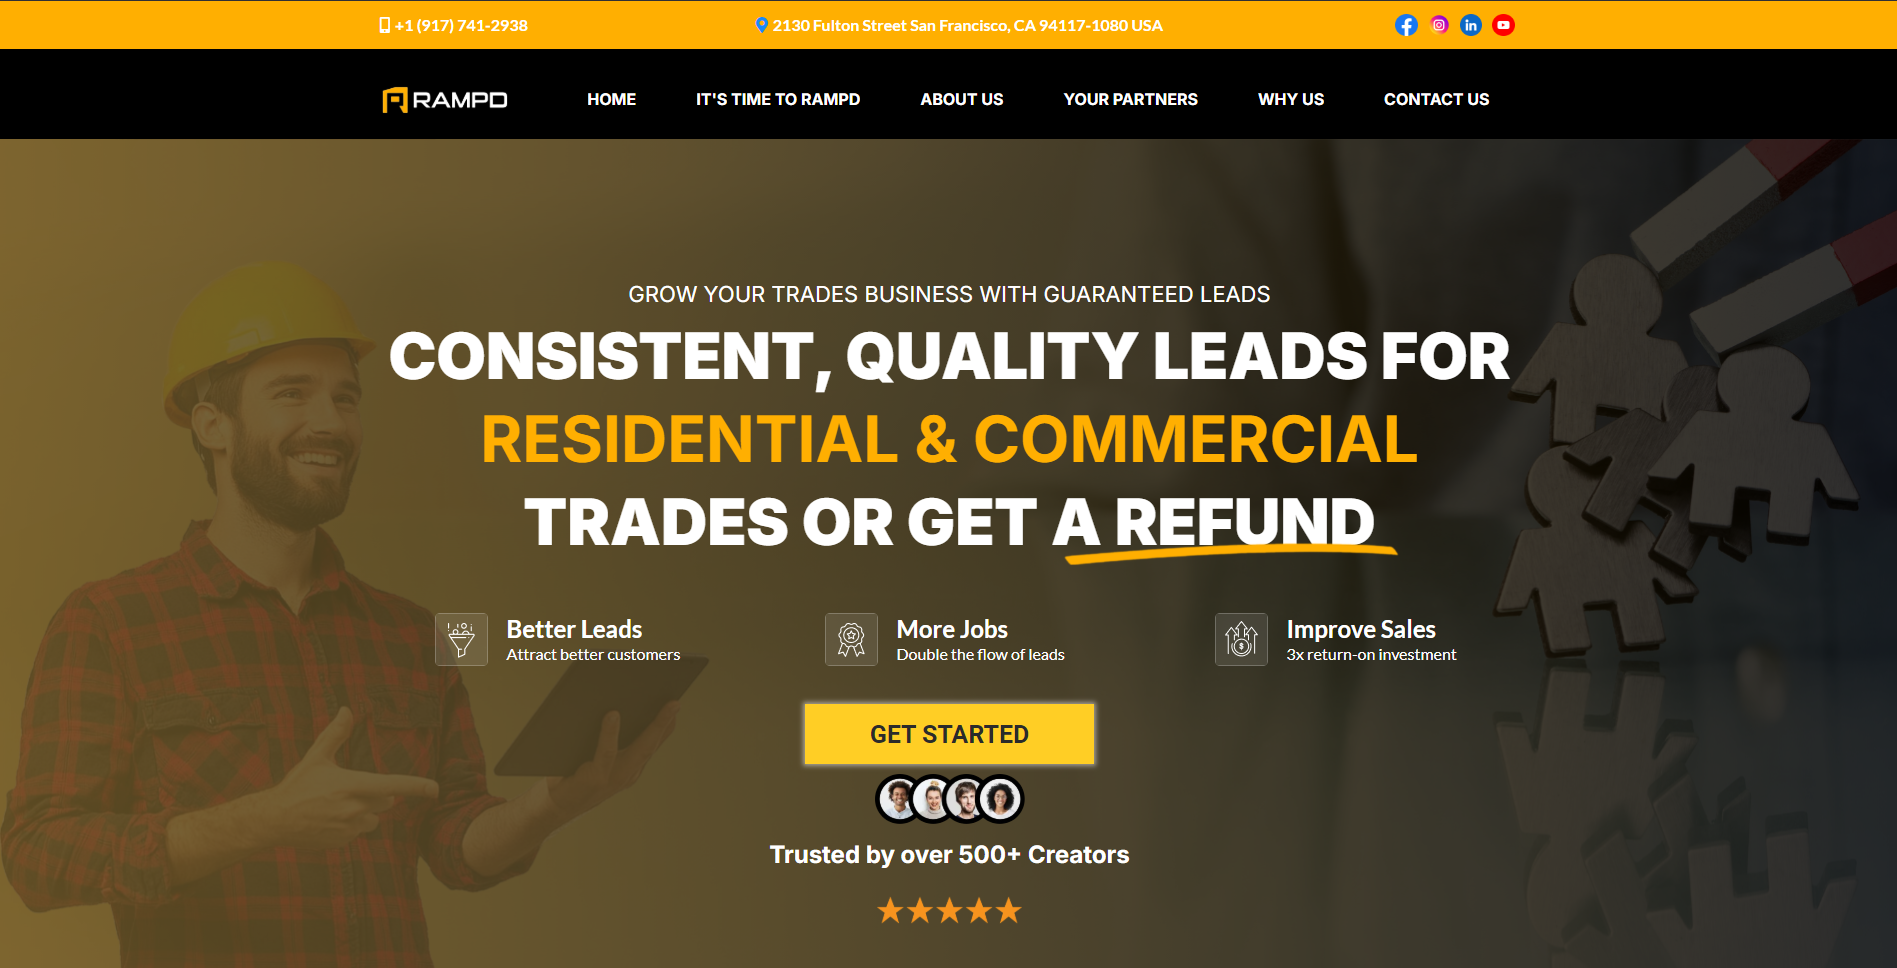 +1 (917) 741-2938
2130 Fulton Street San Francisco, CA 94117-1080 USA
RAMPD
HOME
IT'S TIME TO RAMPD
ABOUT US
YOUR PARTNERS
WHY US
CONTACT US
GROW YOUR TRADES BUSINESS WITH GUARANTEED LEADS
CONSISTENT, QUALITY LEADS FOR
RESIDENTIAL & COMMERCIAL
TRADES OR GET A REFUND
Better Leads
Attract better customers
More Jobs
Double the flow of leads
Improve Sales
3x return-on investment
GET STARTED
Trusted by over 500+ Creators